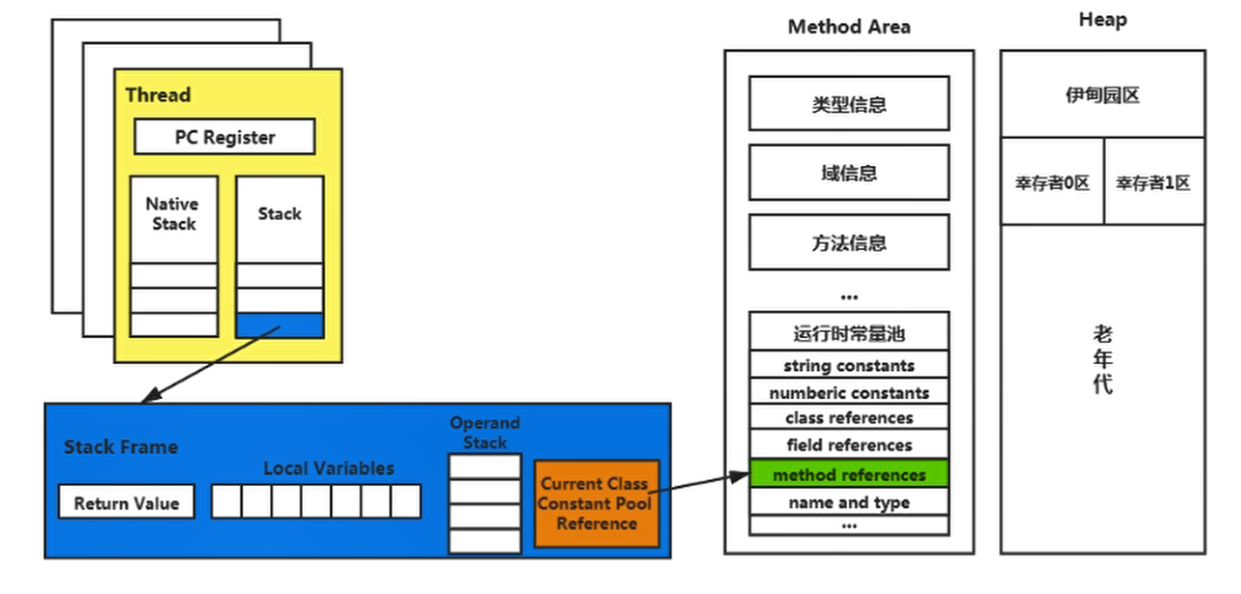 Thread
PC Register
Native
Stack
Stack
Stack Frame
Return Value
Local Variables
Operand
Stack
Current Class
Constant Pool
Reference
Method Area
类型信息
域信息
方法信息
...
运行时常量池
string constants
numberic constants
class references
field references
method references
name and type
...
Heap
伊甸园区
幸存者0区
幸存者1区
老
年
代